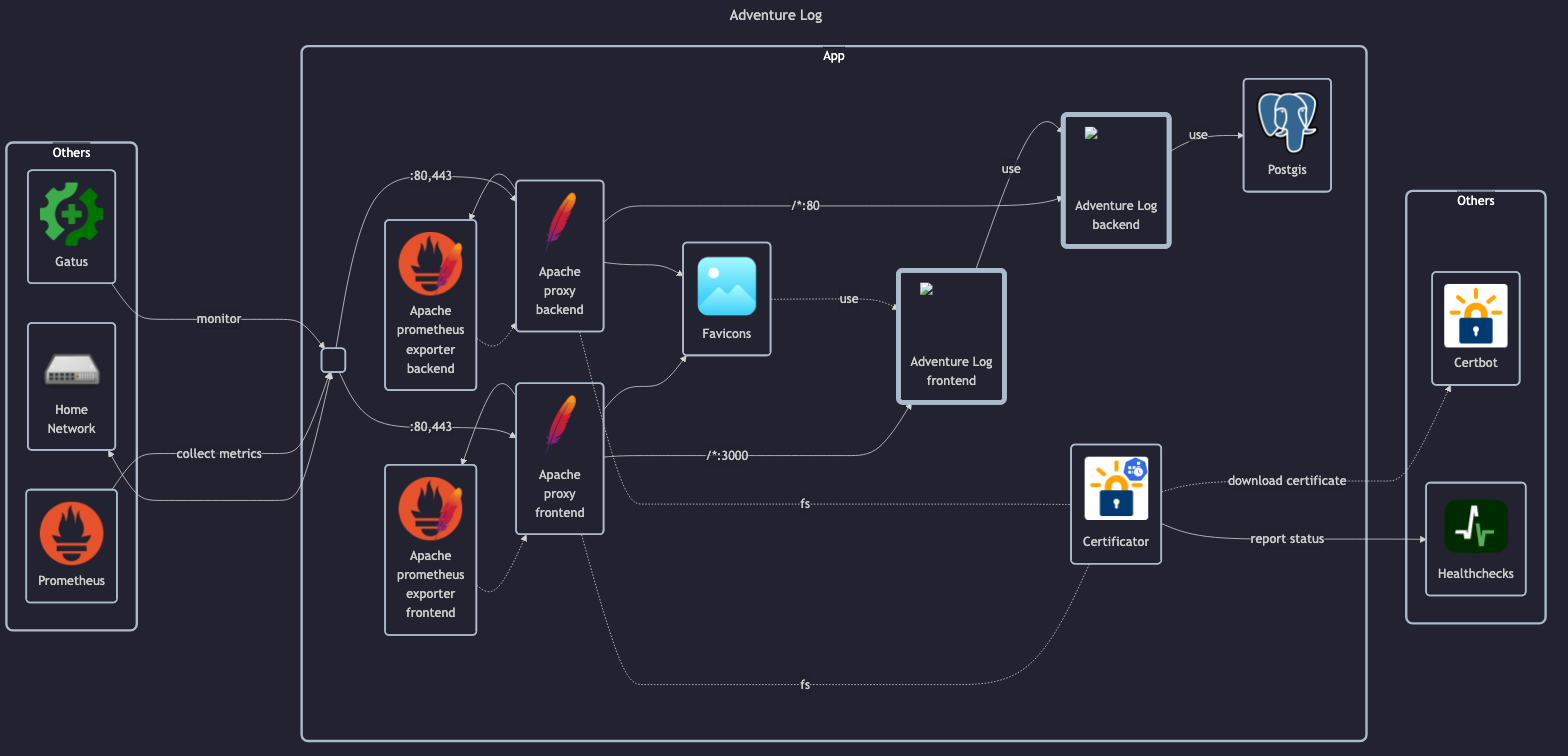 Adventure Log
App
Others
Gatus
monitor
Home
Network
collect metrics
Prometheus
:80,443
:80,443
Apache
prometheus
exporter
backend
Apache
proxy
backend
Apache
prometheus
exporter
frontend
Apache
proxy
frontend
/*:80
Favicons
use
/*:3000
fs
fs
Adventure Log
frontend
use
Adventure Log
backend
use
Postgis
Certificator
download certificate
report status
Others
Certbot
Healthchecks